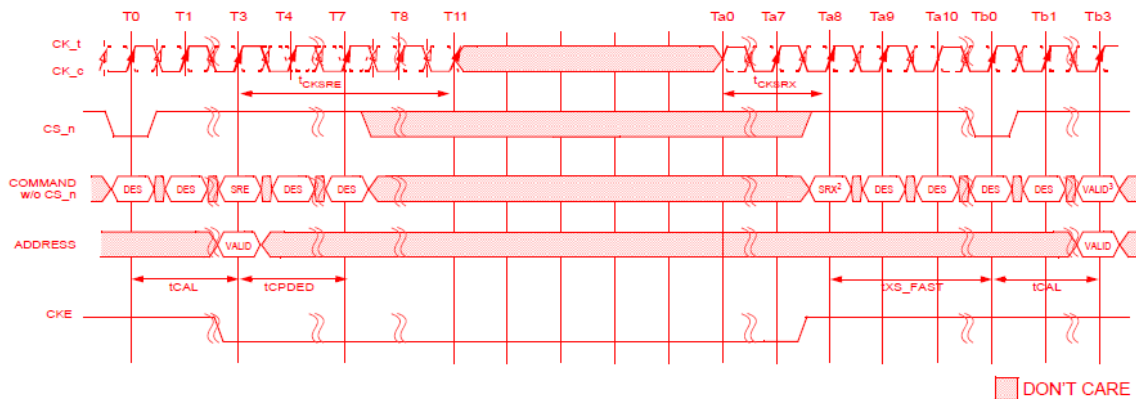 T0 T1 T3 T4 T7 T8 T11 Ta0 Ta7 Ta8 Ta9 Ta10 Tb0 Tb1 Tb3
CK_t
CK_c
tCKSRE tCKSRX
CS_n
COMMAND
w/o CS_n
DES DES SRE DES DES SRX2 DES DES DES DES VALID3
ADDRESS VALID VALID
tCAL tCPDED tXS_FAST tCAL
CKE
DON'T CARE